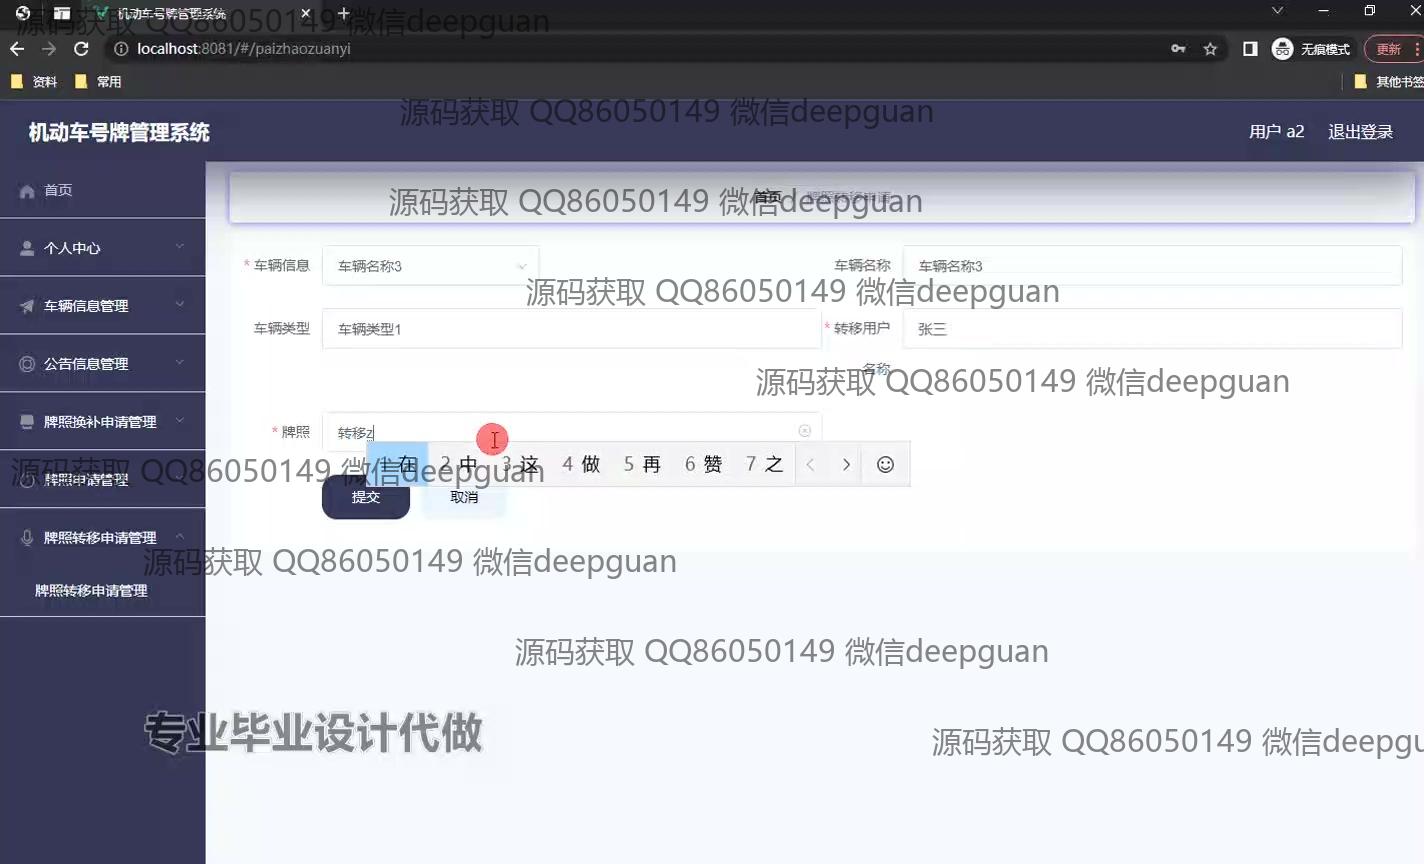 机动车号牌管理系统
源码获取 QQ86050149 微信deepguan
localhost:8081/#/paizhaozuanyi
无痕模式
更新
资料
常用
其他书签
源码获取 QQ86050149 微信deepguan
机动车号牌管理系统
用户 a2
退出登录
首页
首页
牌照转移申请
源码获取 QQ86050149 微信deepguan
个人中心
* 车辆信息
车辆名称3
车辆名称
车辆名称3
源码获取 QQ86050149 微信deepguan
车辆信息管理
车辆类型
车辆类型1
* 转移用户名称
张三
公告信息管理
源码获取 QQ86050149 微信deepguan
牌照换补申请管理
* 牌照
转移z
在 2 中 3 这 4 做 5 再 6 赞 7 之
源码获取 QQ86050149 微信deepguan
牌照申请管理
提交
取消
牌照转移申请管理
源码获取 QQ86050149 微信deepguan
牌照转移申请管理
源码获取 QQ86050149 微信deepguan
专业毕业设计代做
源码获取 QQ86050149 微信deepgu